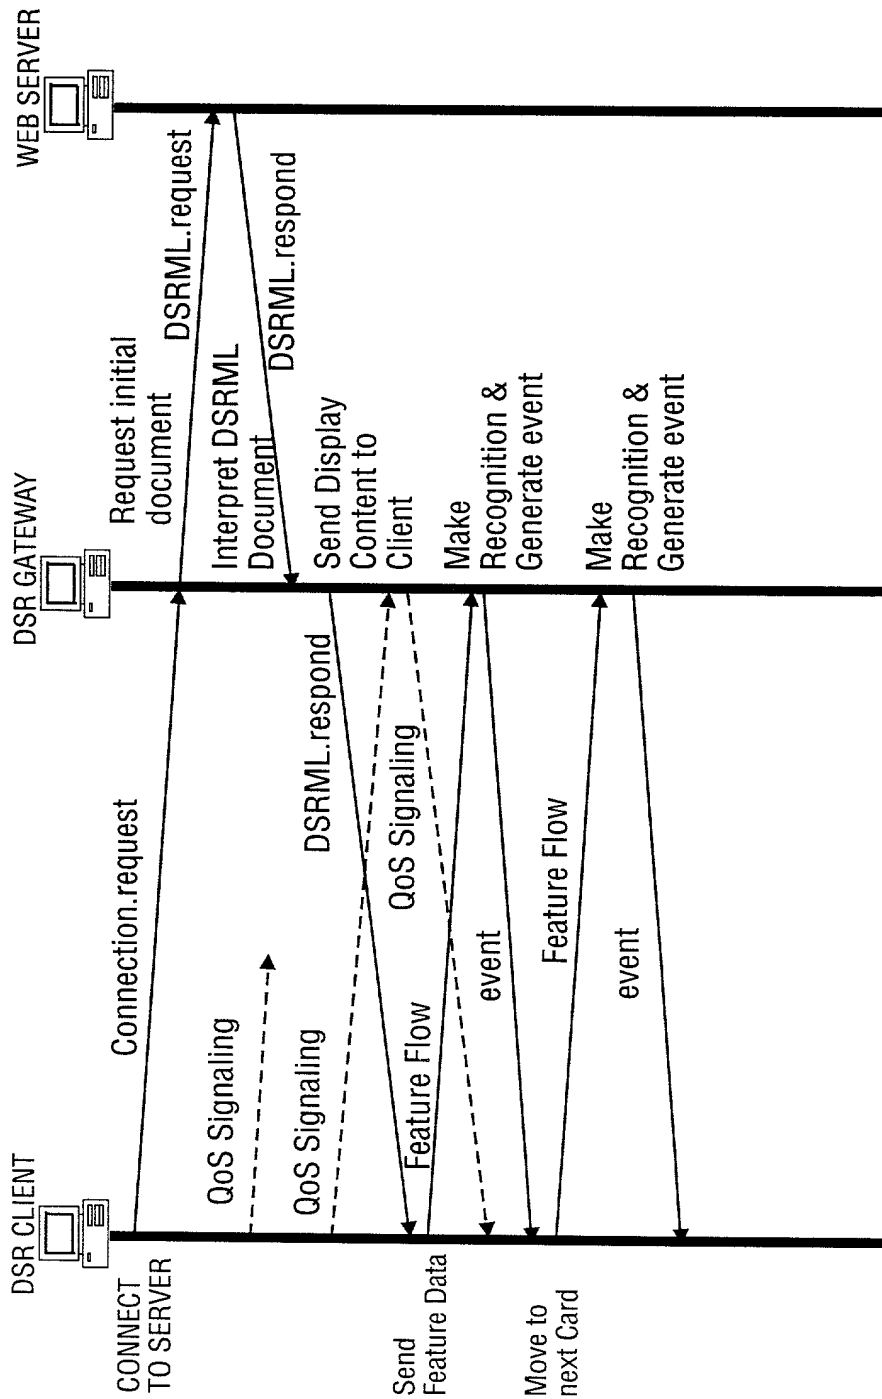 DSR CLIENT
DSR GATEWAY
WEB SERVER
CONNECT
TO SERVER
Connection.request
Request initial
document
DSRML.request
QoS Signaling
Interpret DSRML
Document
DSRML.respond
QoS Signaling
DSRML.respond
Send Display
Content to
Client
QoS Signaling
Send
Feature Data
Feature Flow
Make
Recognition &
Generate event
event
Move to
next Card
Feature Flow
Make
Recognition &
Generate event
event